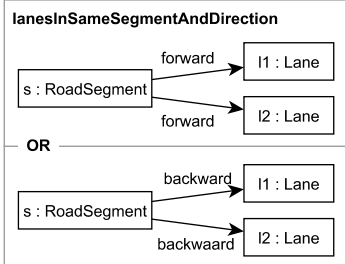 lanesInSameSegmentAndDirection
forward
l1 : Lane
s : RoadSegment
l2 : Lane
forward
OR
backward
l1 : Lane
s : RoadSegment
l2 : Lane
backwaard